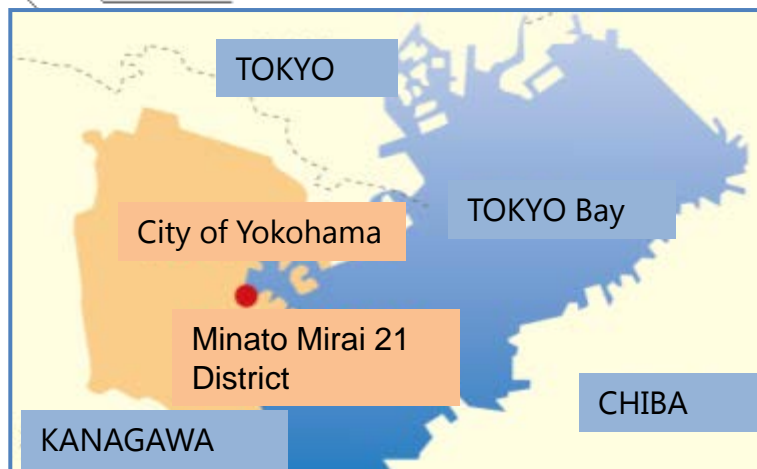 TOKYO
City of Yokohama
TOKYO Bay
Minato Mirai 21
District
CHIBA
KANAGAWA